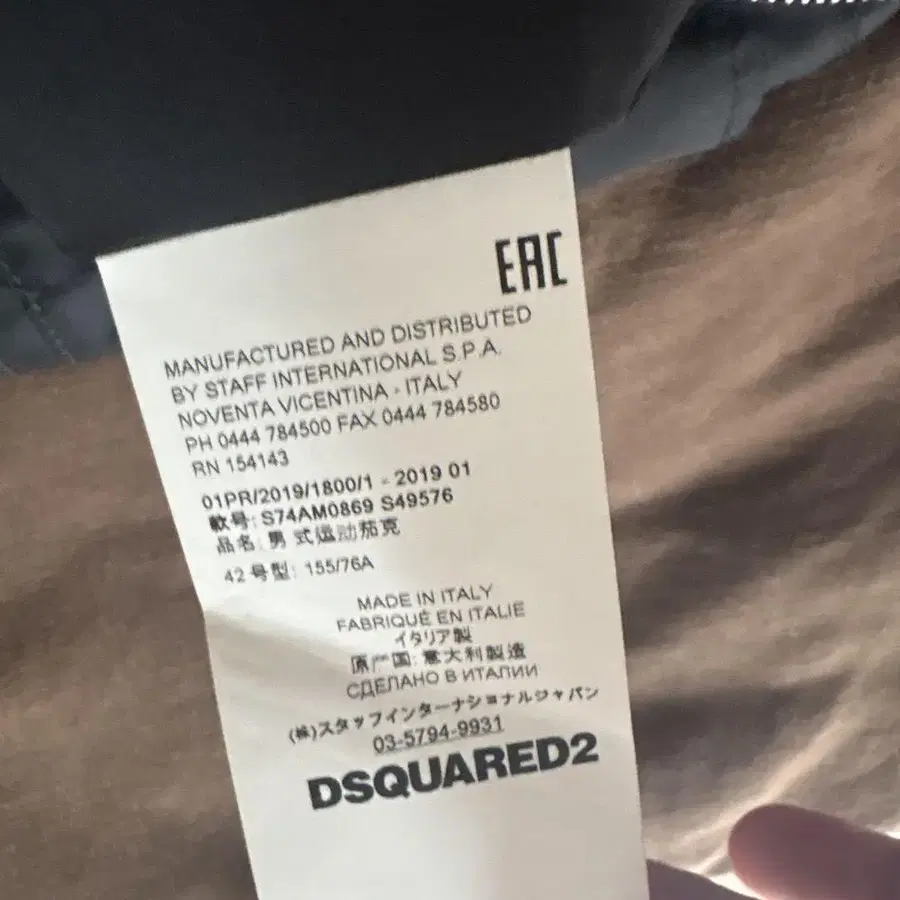 EAC
MANUFACTURED AND DISTRIBUTED
BY STAFF INTERNATIONAL S.P.A.
NOVENTA VICENTINA - ITALY
PH 0444 784500 FAX 0444 784580
RN 154143
01PR/2019/1800/1 - 2019 01
款号: S74AM0869 S49576
品名: 男 式运动茄克
42 号型: 155/76A
MADE IN ITALY
FABRIQUÉ EN ITALIE
イタリア製
原产国: 意大利製造
СДЕЛАНО В ИТАЛИИ
(株)スタッフインターナショナルジャパン
03-5794-9931
DSQUARED2